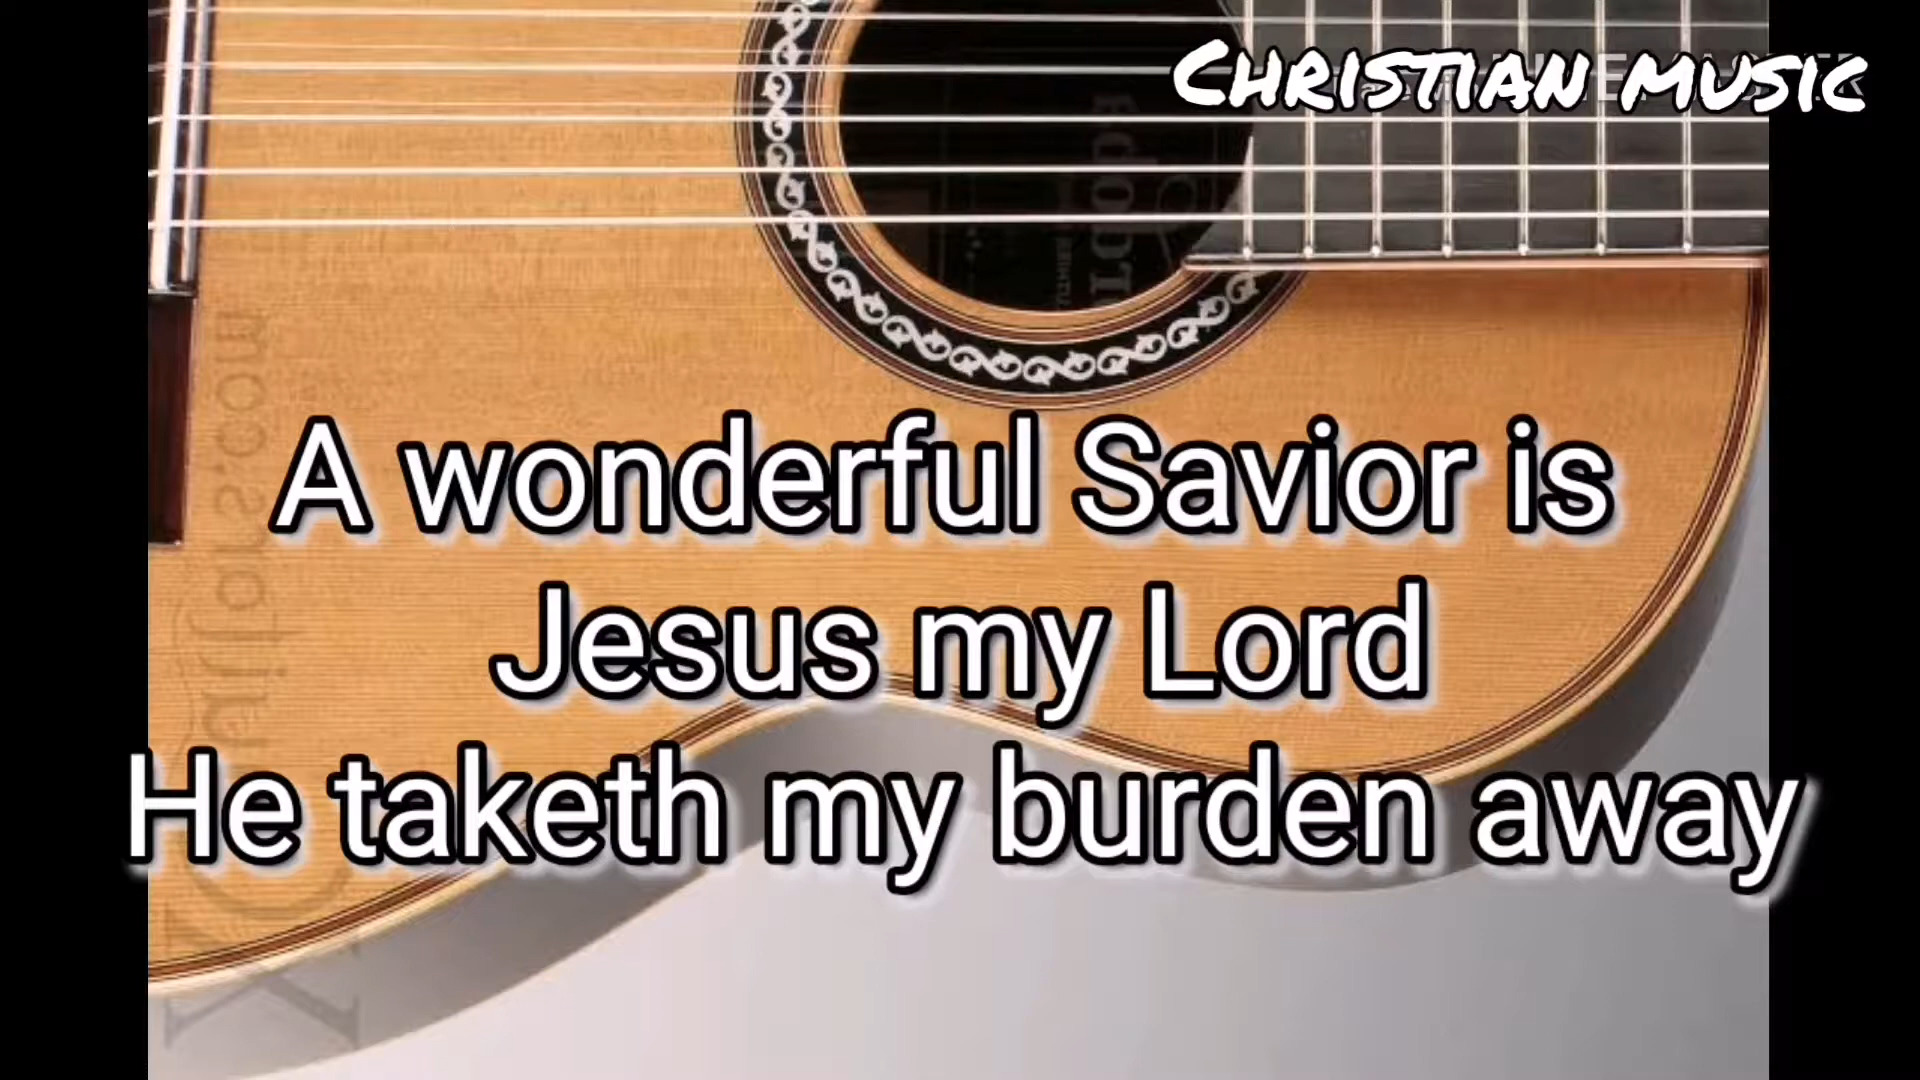 CHRISTIAN MUSIC
A wonderful Savior is
Jesus my Lord
He taketh my burden away